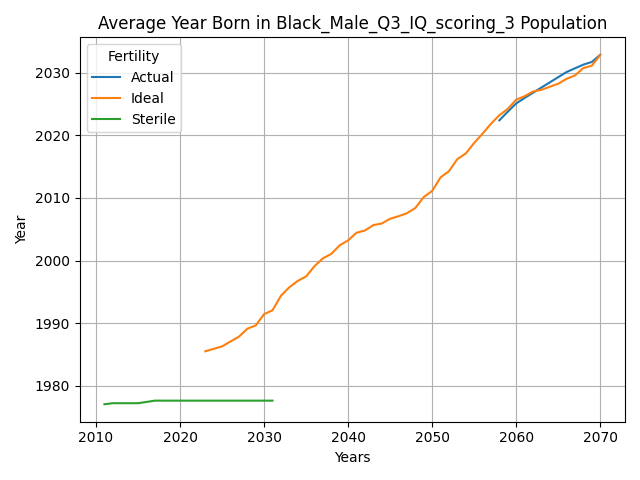 Average Year Born in Black_Male_Q3_IQ_scoring_3 Population
Fertility
Actual
Ideal
Sterile
Year
2030
2020
2010
2000
1990
1980
2010 2020 2030 2040 2050 2060 2070
Years